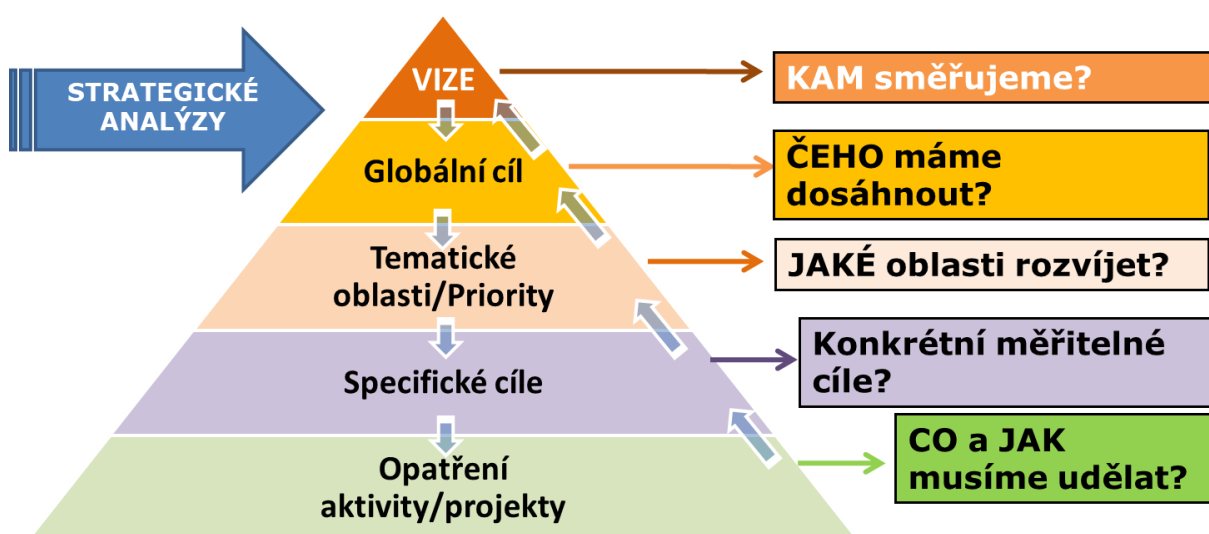 STRATEGICKÉ
ANALÝZY
VIZE
KAM směřujeme?
Globální cíl
ČEHO máme
dosáhnout?
Tematické
oblasti/Priority
JAKÉ oblasti rozvíjet?
Specifické cíle
Konkrétní měřitelné
cíle?
Opatření
aktivity/projekty
CO a JAK
musíme udělat?